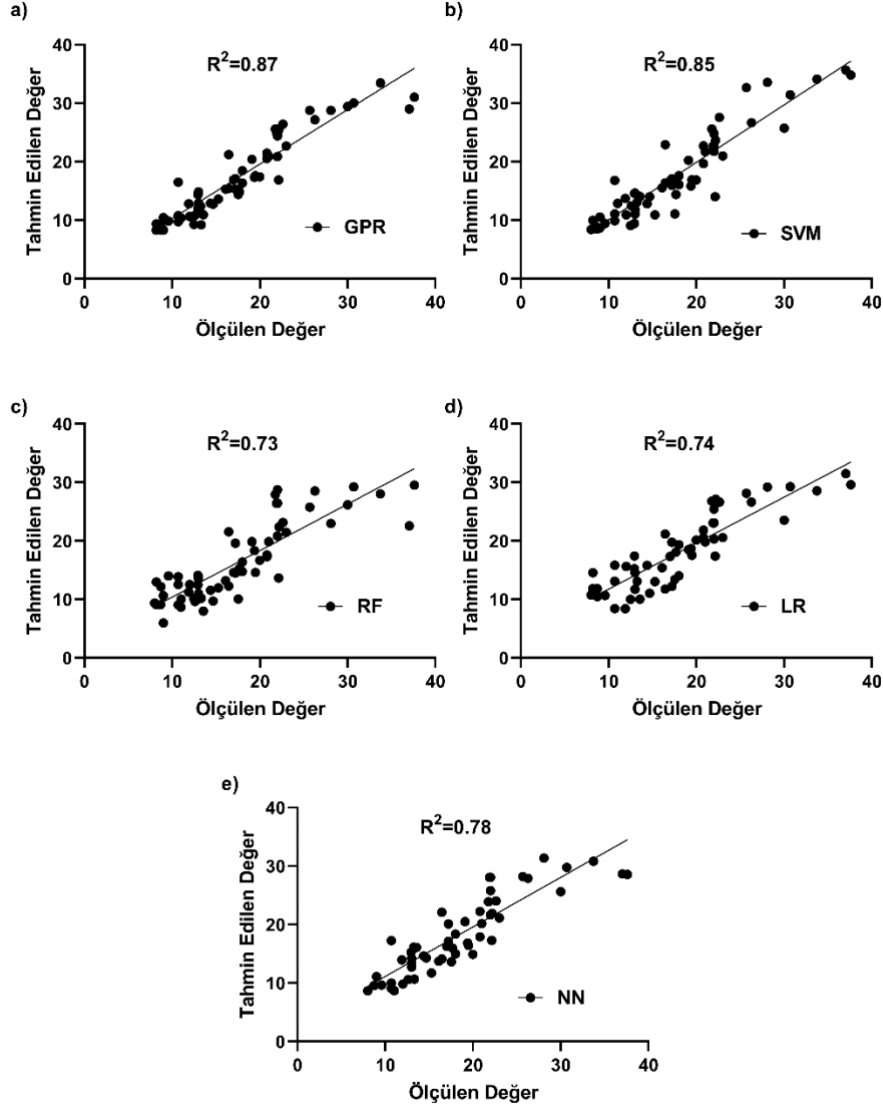 a)
R²=0.87
Tahmin Edilen Değer
40
30
20
10
0
GPR
0 10 20 30 40
Ölçülen Değer
b)
R²=0.85
Tahmin Edilen Değer
40
30
20
10
0
SVM
0 10 20 30 40
Ölçülen Değer
c)
R²=0.73
Tahmin Edilen Değer
40
30
20
10
0
RF
0 10 20 30 40
Ölçülen Değer
d)
R²=0.74
Tahmin Edilen Değer
40
30
20
10
0
LR
0 10 20 30 40
Ölçülen Değer
e)
R²=0.78
Tahmin Edilen Değer
40
30
20
10
0
NN
0 10 20 30 40
Ölçülen Değer